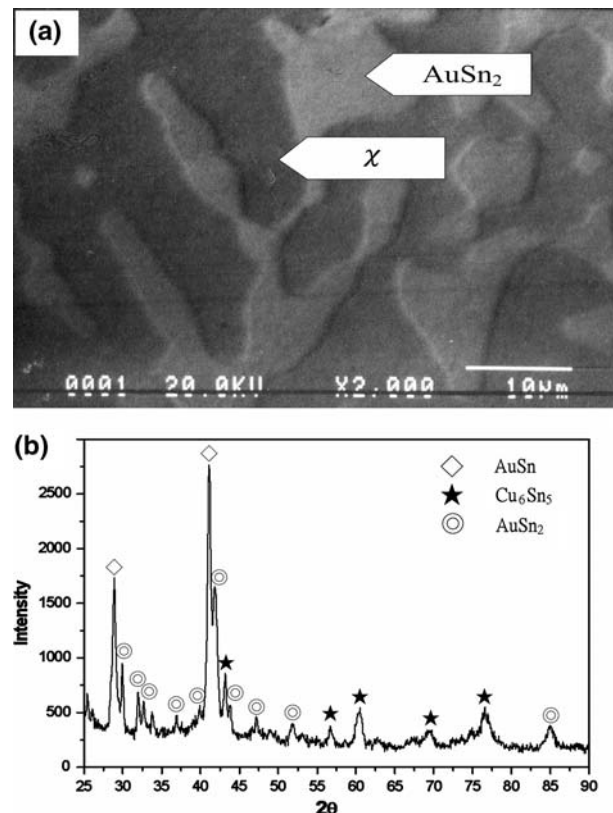 (a)
AuSn₂
χ
0001 20.0KU X2.000 10µm
(b)
2500
2000
1500
1000
500
0
Intensity
AuSn
Cu₆Sn₅
AuSn₂
25 30 35 40 45 50 55 60 65 70 75 80 85 90
2θ